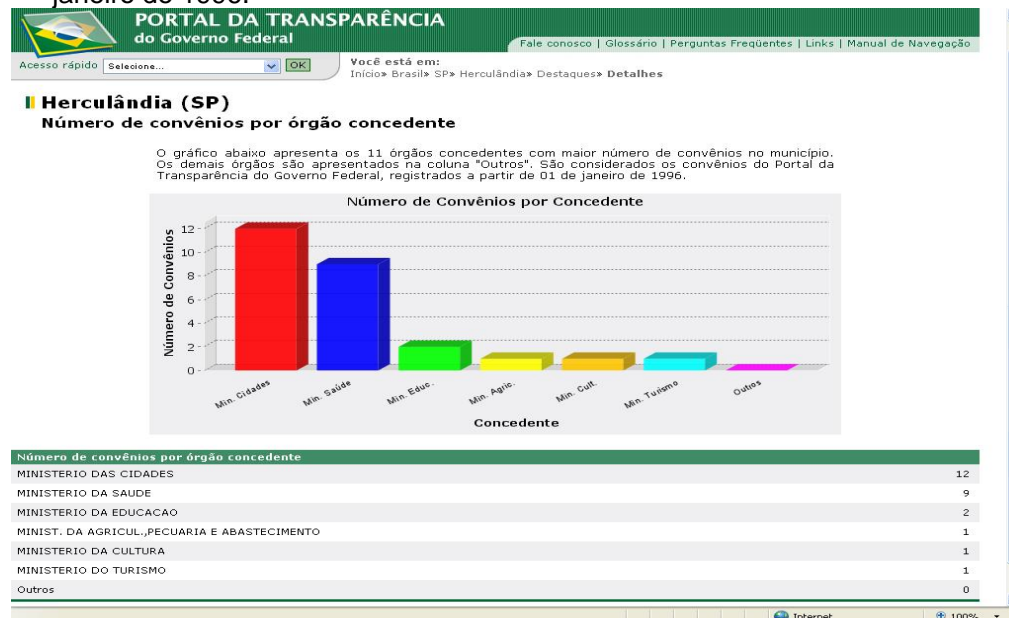 janeiro de 1996.
PORTAL DA TRANSPARÊNCIA
do Governo Federal
Fale conosco | Glossário | Perguntas Freqüentes | Links | Manual de Navegação
Acesso rápido Selecione... OK
Você está em:
Início» Brasil» SP» Herculândia» Destaques» Detalhes
Herculândia (SP)
Número de convênios por órgão concedente
O gráfico abaixo apresenta os 11 órgãos concedentes com maior número de convênios no município.
Os demais órgãos são apresentados na coluna "Outros". São considerados os convênios do Portal da
Transparência do Governo Federal, registrados a partir de 01 de janeiro de 1996.
Número de Convênios por Concedente
Número de Convênios
12
10
8
6
4
2
0
Min. Cidades
Min. Saúde
Min. Educ.
Min. Agric.
Min. Cult.
Min. Turismo
Outros
Concedente
Número de convênios por órgão concedente
MINISTERIO DAS CIDADES 12
MINISTERIO DA SAUDE 9
MINISTERIO DA EDUCACAO 2
MINIST. DA AGRICUL.,PECUARIA E ABASTECIMENTO 1
MINISTERIO DA CULTURA 1
MINISTERIO DO TURISMO 1
Outros 0
Internet 100%